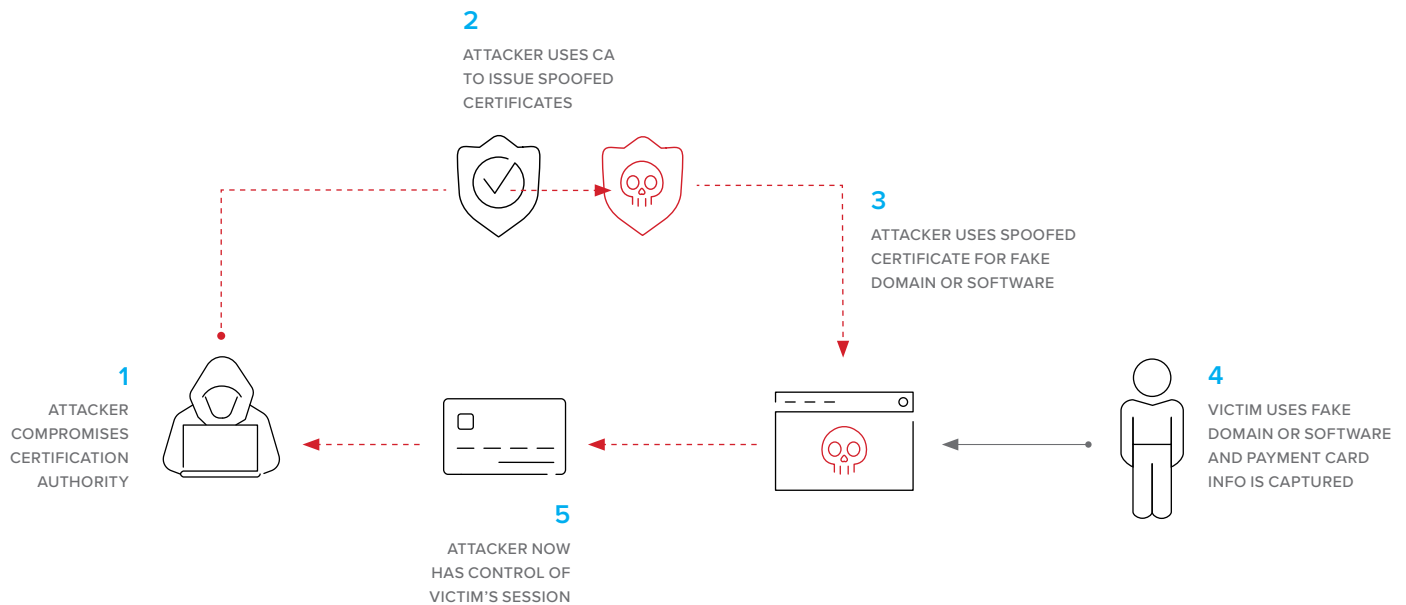 1
ATTACKER
COMPROMISES
CERTIFICATION
AUTHORITY
2
ATTACKER USES CA
TO ISSUE SPOOFED
CERTIFICATES
3
ATTACKER USES SPOOFED
CERTIFICATE FOR FAKE
DOMAIN OR SOFTWARE
4
VICTIM USES FAKE
DOMAIN OR SOFTWARE
AND PAYMENT CARD
INFO IS CAPTURED
5
ATTACKER NOW
HAS CONTROL OF
VICTIM'S SESSION